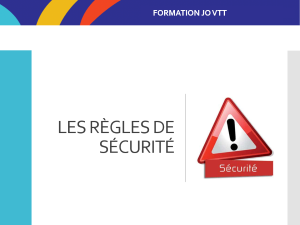 FORMATION JO VTT
LES RÈGLES DE
SÉCURITÉ
Sécurité